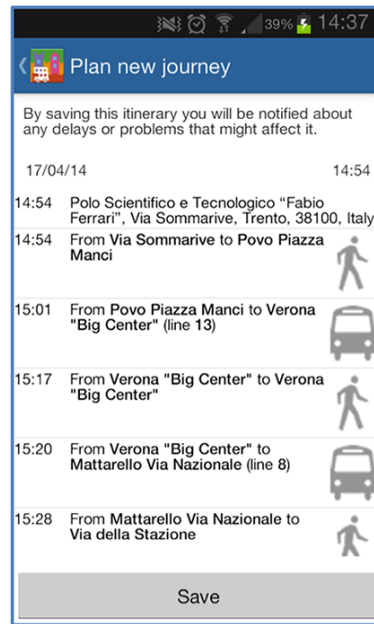 39% 14:37
Plan new journey
By saving this itinerary you will be notified about
any delays or problems that might affect it.
17/04/14 14:54
14:54 Polo Scientifico e Tecnologico “Fabio
Ferrari”, Via Sommarive, Trento, 38100, Italy
14:54 From Via Sommarive to Povo Piazza
Manci
15:01 From Povo Piazza Manci to Verona
"Big Center" (line 13)
15:17 From Verona "Big Center" to Verona
"Big Center"
15:20 From Verona "Big Center" to
Mattarello Via Nazionale (line 8)
15:28 From Mattarello Via Nazionale to
Via della Stazione
Save